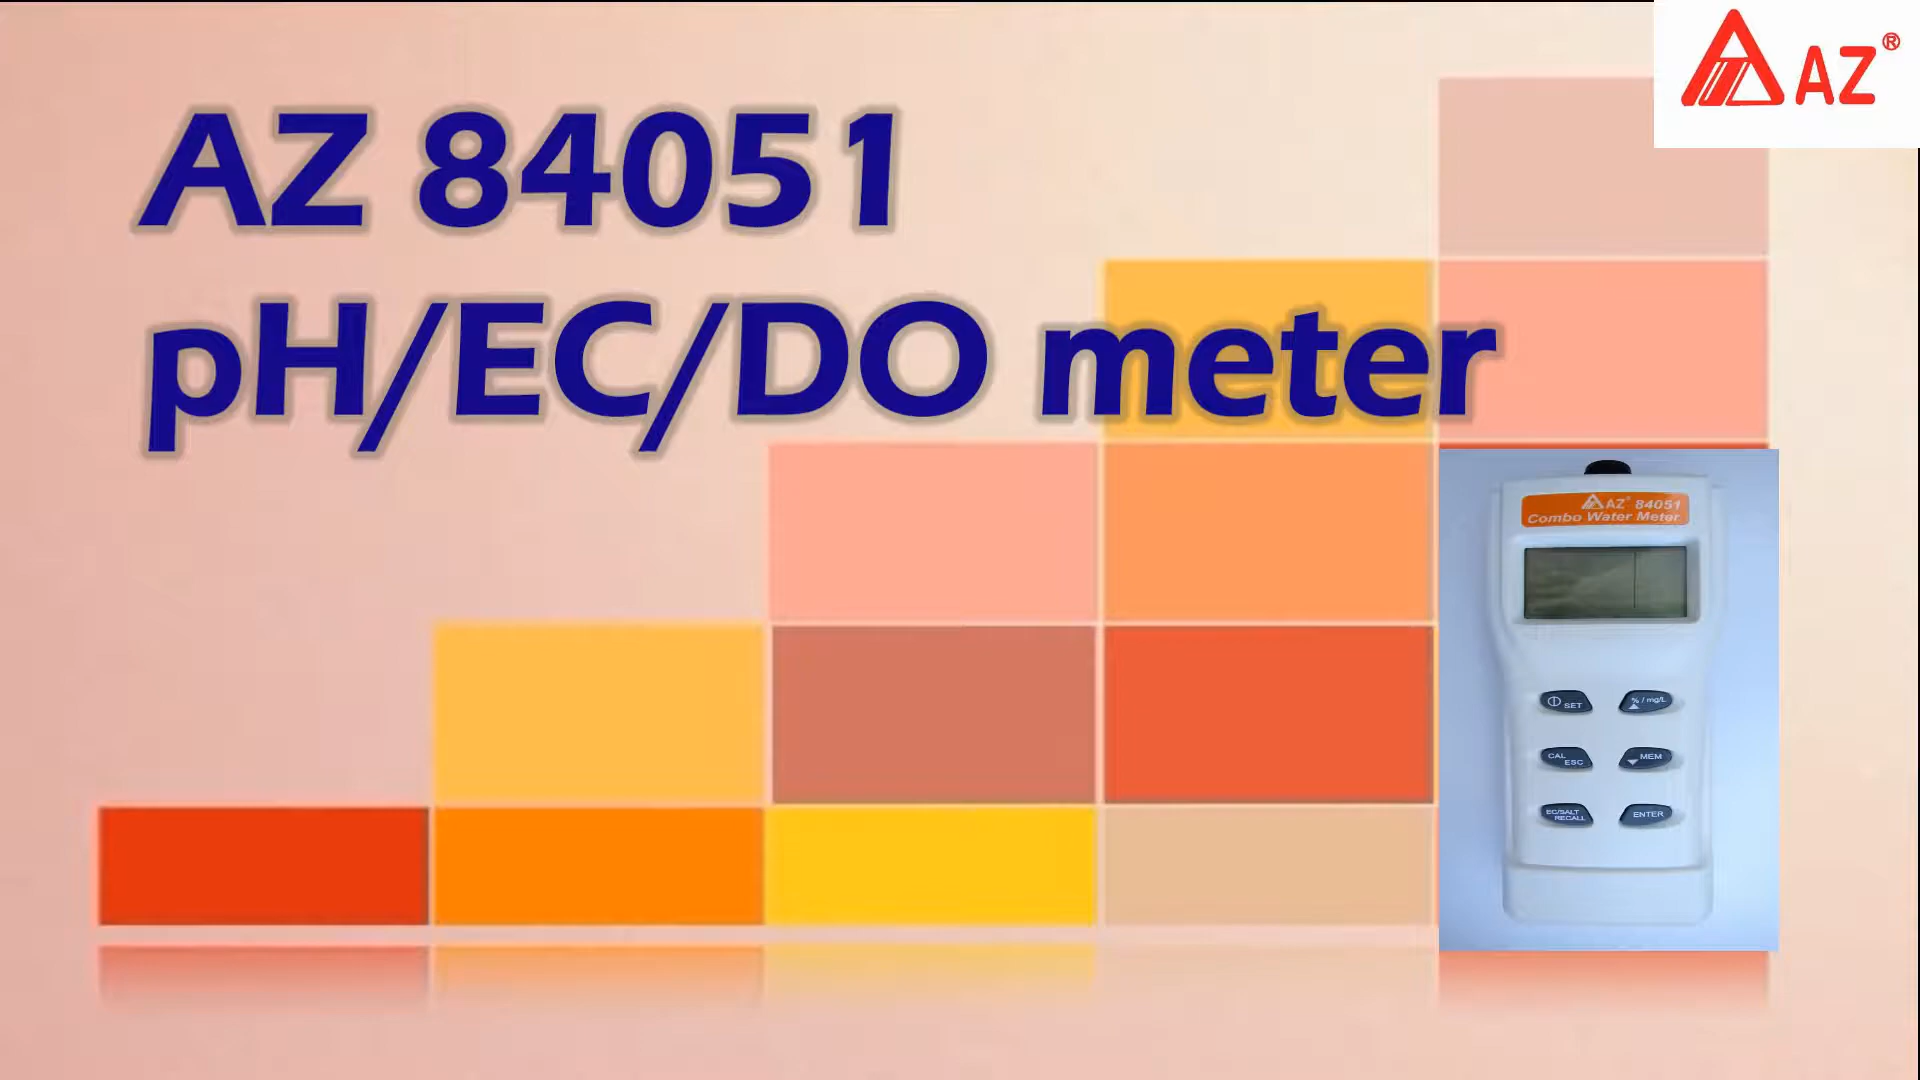 AZ®
AZ 84051
pH/EC/DO meter
AZ® 84051
Combo Water Meter
SET
% / mg/L
CAL
ESC
MEM
EC/SALT
RECALL
ENTER